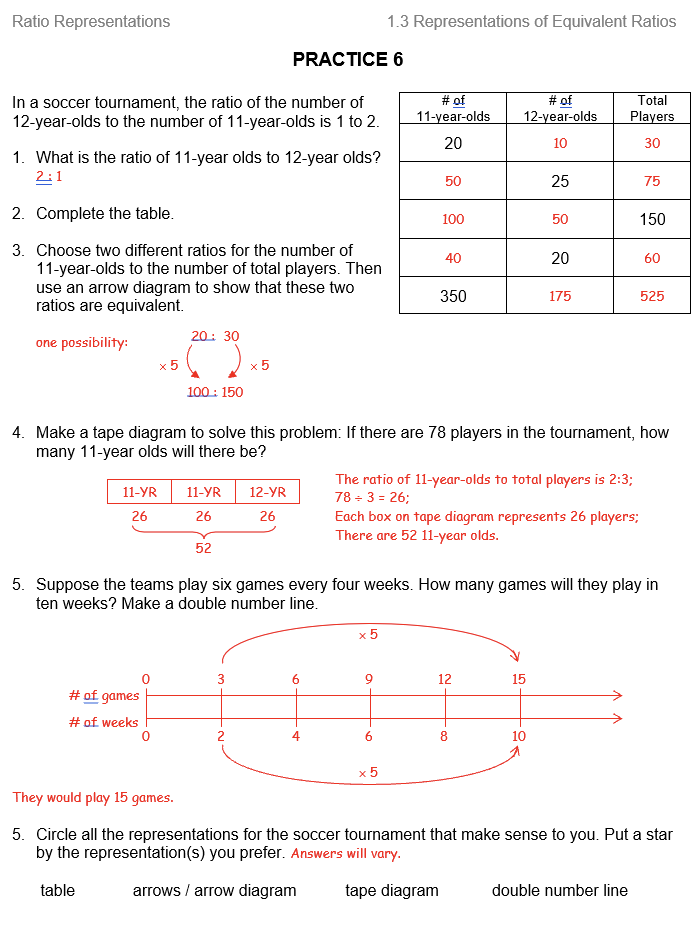 Ratio Representations 1.3 Representations of Equivalent Ratios
PRACTICE 6
In a soccer tournament, the ratio of the number of
12-year-olds to the number of 11-year-olds is 1 to 2.
1. What is the ratio of 11-year olds to 12-year olds?
2 : 1
2. Complete the table.
3. Choose two different ratios for the number of
11-year-olds to the number of total players. Then
use an arrow diagram to show that these two
ratios are equivalent.
# of # of Total
11-year-olds 12-year-olds Players
20 10 30
50 25 75
100 50 150
40 20 60
350 175 525
one possibility:
20 : 30
x 5 x 5
100 : 150
4. Make a tape diagram to solve this problem: If there are 78 players in the tournament, how
many 11-year olds will there be?
11-YR 11-YR 12-YR
26 26 26
52
The ratio of 11-year-olds to total players is 2:3;
78 ÷ 3 = 26;
Each box on tape diagram represents 26 players;
There are 52 11-year olds.
5. Suppose the teams play six games every four weeks. How many games will they play in
ten weeks? Make a double number line.
x 5
0 3 6 9 12 15
# of games
# of weeks
0 2 4 6 8 10
x 5
They would play 15 games.
5. Circle all the representations for the soccer tournament that make sense to you. Put a star
by the representation(s) you prefer. Answers will vary.
table arrows / arrow diagram tape diagram double number line